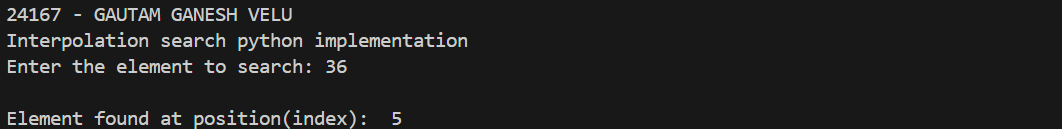 24167 - GAUTAM GANESH VELU
Interpolation search python implementation
Enter the element to search: 36
Element found at position(index):  5